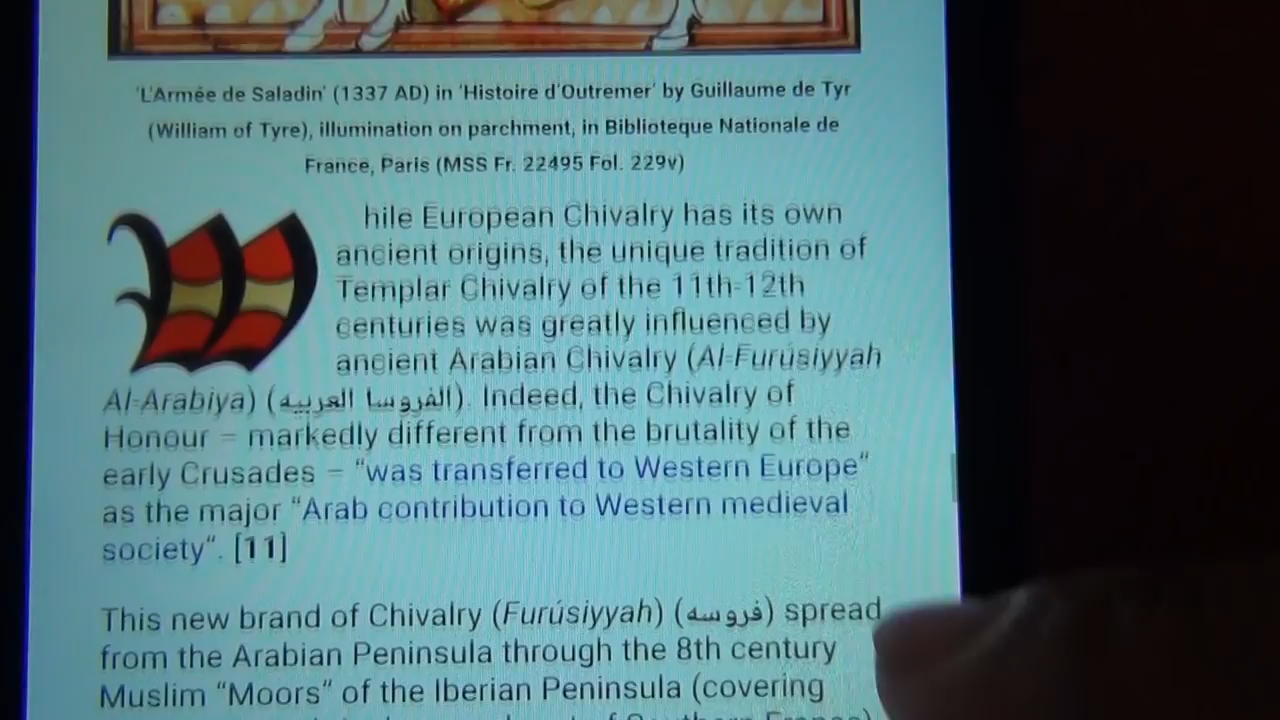 'L'Armée de Saladin' (1337 AD) in 'Histoire d'Outremer' by Guillaume de Tyr
(William of Tyre), illumination on parchment, in Biblioteque Nationale de
France, Paris (MSS Fr. 22495 Fol. 229v)
While European Chivalry has its own
ancient origins, the unique tradition of
Templar Chivalry of the 11th-12th
centuries was greatly influenced by
ancient Arabian Chivalry (Al-Furúsiyyah
Al-Arabiya) (الفروسا العربيه). Indeed, the Chivalry of
Honour – markedly different from the brutality of the
early Crusades – “was transferred to Western Europe“
as the major “Arab contribution to Western medieval
society“. [11]
This new brand of Chivalry (Furúsiyyah) (فروسه) spread
from the Arabian Peninsula through the 8th century
Muslim “Moors“ of the Iberian Peninsula (covering
of Southern France)